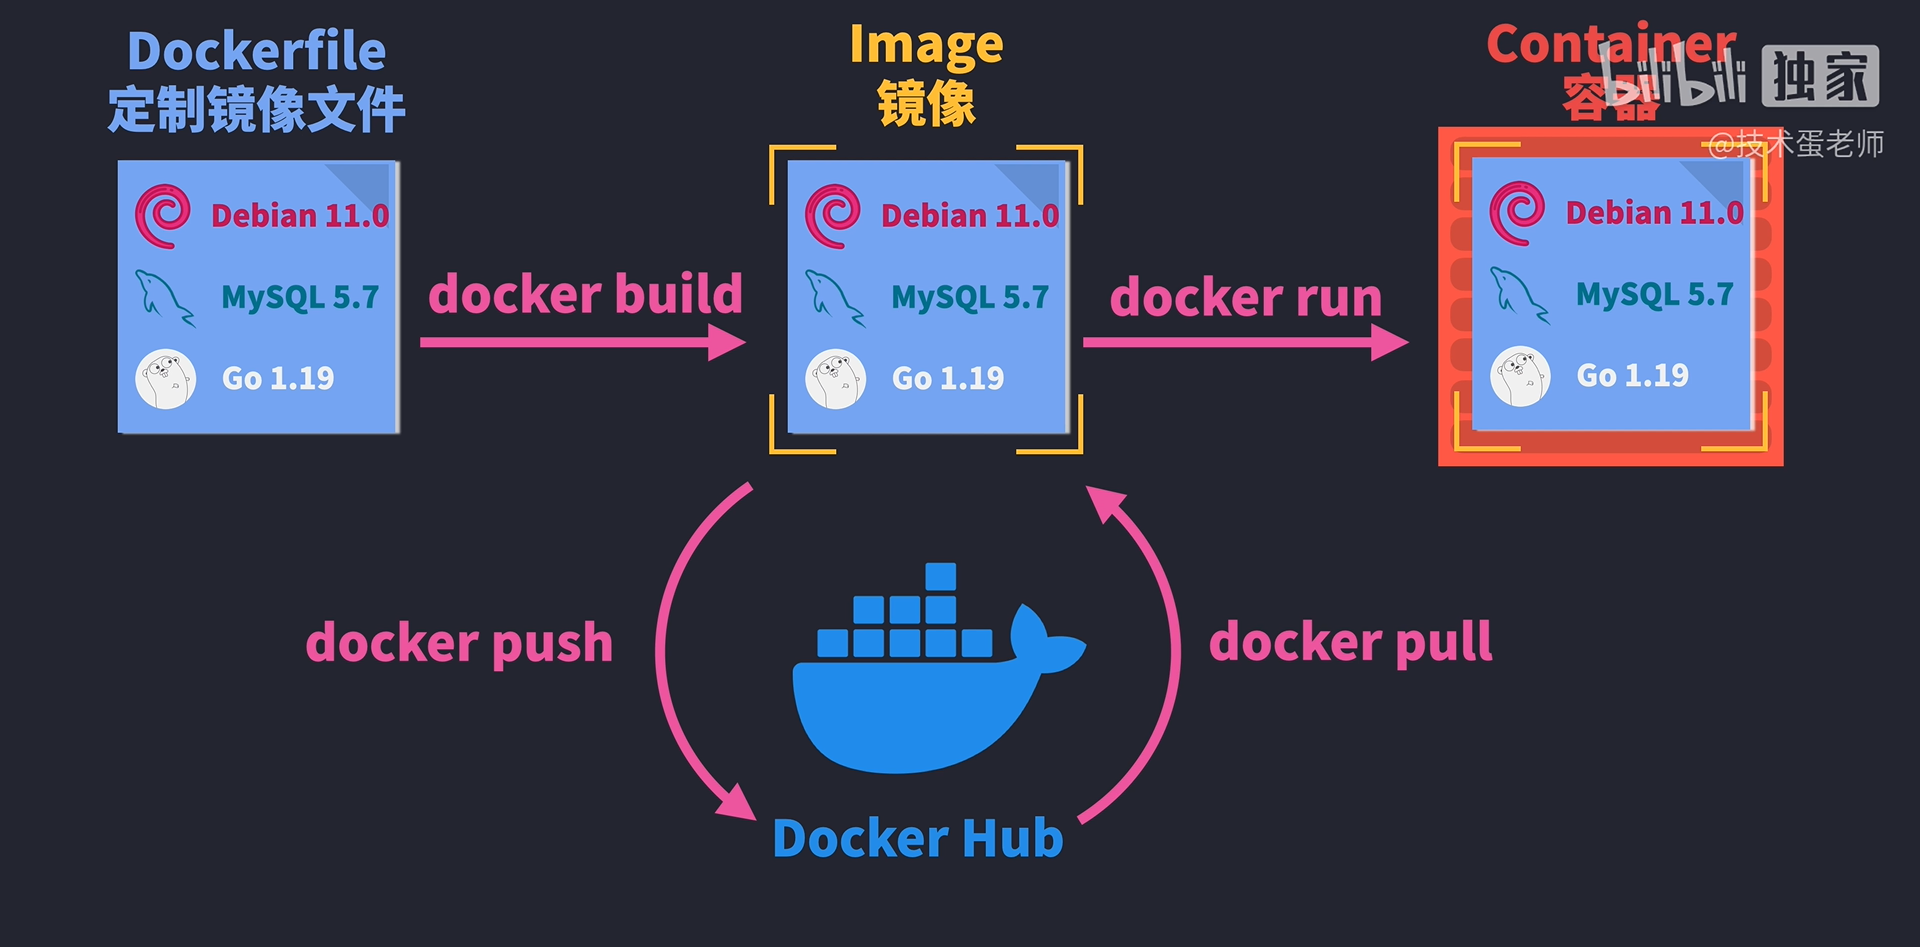 Dockerfile
定制镜像文件
Image
镜像
Container
容器
bilibili 独家
@技术蛋老师
Debian 11.0
MySQL 5.7
Go 1.19
docker build
Debian 11.0
MySQL 5.7
Go 1.19
docker run
Debian 11.0
MySQL 5.7
Go 1.19
docker push
docker pull
Docker Hub